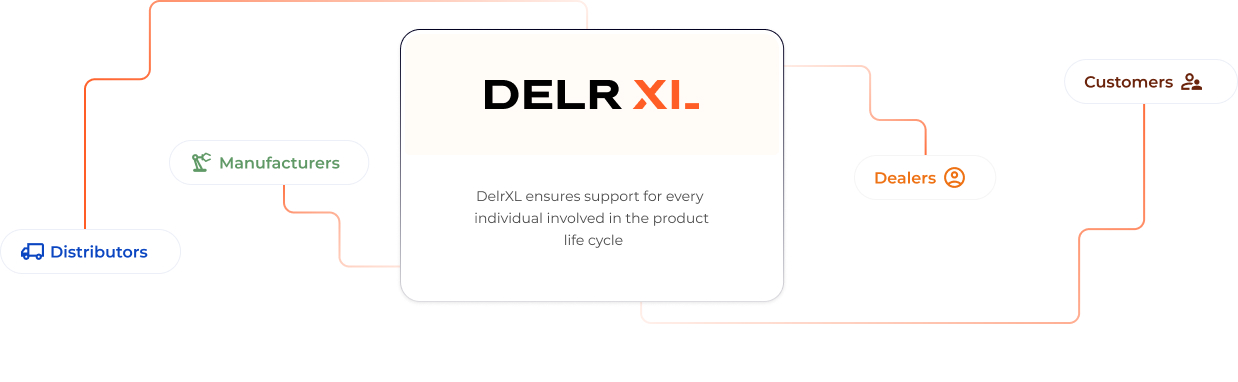 DELR XL
Customers
Manufacturers
Dealers
DelrXL ensures support for every
individual involved in the product
life cycle
Distributors